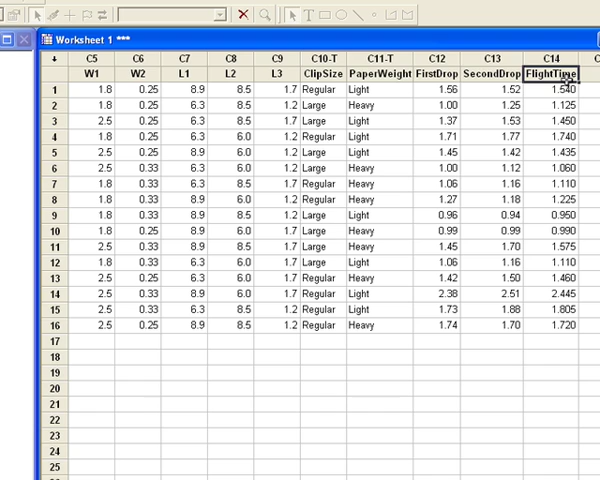 Worksheet 1 ***
↓ C5 C6 C7 C8 C9 C10-T C11-T C12 C13 C14
W1 W2 L1 L2 L3 ClipSize PaperWeight FirstDrop SecondDrop FlightTime
1 1.8 0.25 8.9 8.5 1.7 Regular Light 1.56 1.52 1.540
2 1.8 0.25 6.3 8.5 1.2 Large Heavy 1.00 1.25 1.125
3 2.5 0.25 6.3 8.5 1.7 Large Light 1.37 1.53 1.450
4 1.8 0.25 6.3 6.0 1.2 Regular Light 1.71 1.77 1.740
5 2.5 0.25 8.9 6.0 1.2 Large Light 1.45 1.42 1.435
6 2.5 0.33 6.3 6.0 1.2 Large Heavy 1.00 1.12 1.060
7 1.8 0.33 6.3 8.5 1.7 Regular Heavy 1.06 1.16 1.110
8 1.8 0.33 8.9 6.0 1.2 Regular Heavy 1.27 1.18 1.225
9 1.8 0.33 8.9 8.5 1.2 Large Light 0.96 0.94 0.950
10 1.8 0.25 8.9 6.0 1.7 Large Heavy 0.99 0.99 0.990
11 2.5 0.33 8.9 8.5 1.7 Large Heavy 1.45 1.70 1.575
12 1.8 0.33 6.3 6.0 1.7 Large Light 1.06 1.16 1.110
13 2.5 0.25 6.3 6.0 1.7 Regular Heavy 1.42 1.50 1.460
14 2.5 0.33 8.9 6.0 1.7 Regular Light 2.38 2.51 2.445
15 2.5 0.33 6.3 8.5 1.2 Regular Light 1.73 1.88 1.805
16 2.5 0.25 8.9 8.5 1.2 Regular Heavy 1.74 1.70 1.720
17
18
19
20
21
22
23
24
25